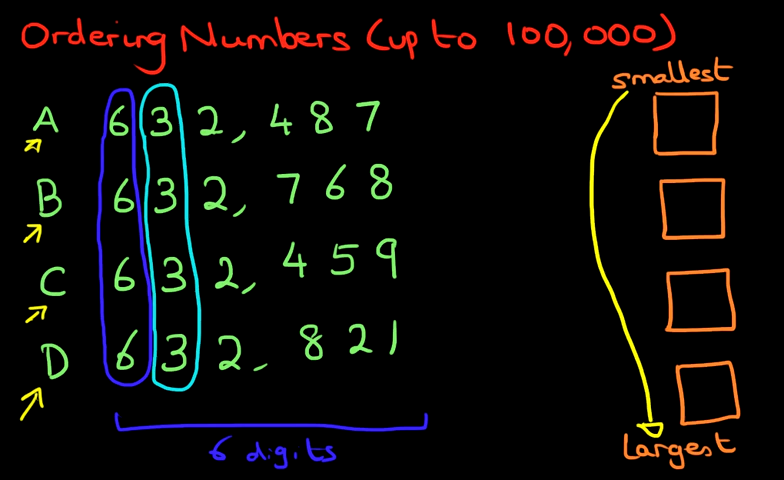 Ordering Numbers (up to 100,000)
smallest
A 632,487
B 632,768
C 632,459
D 632,821
6 digits
largest